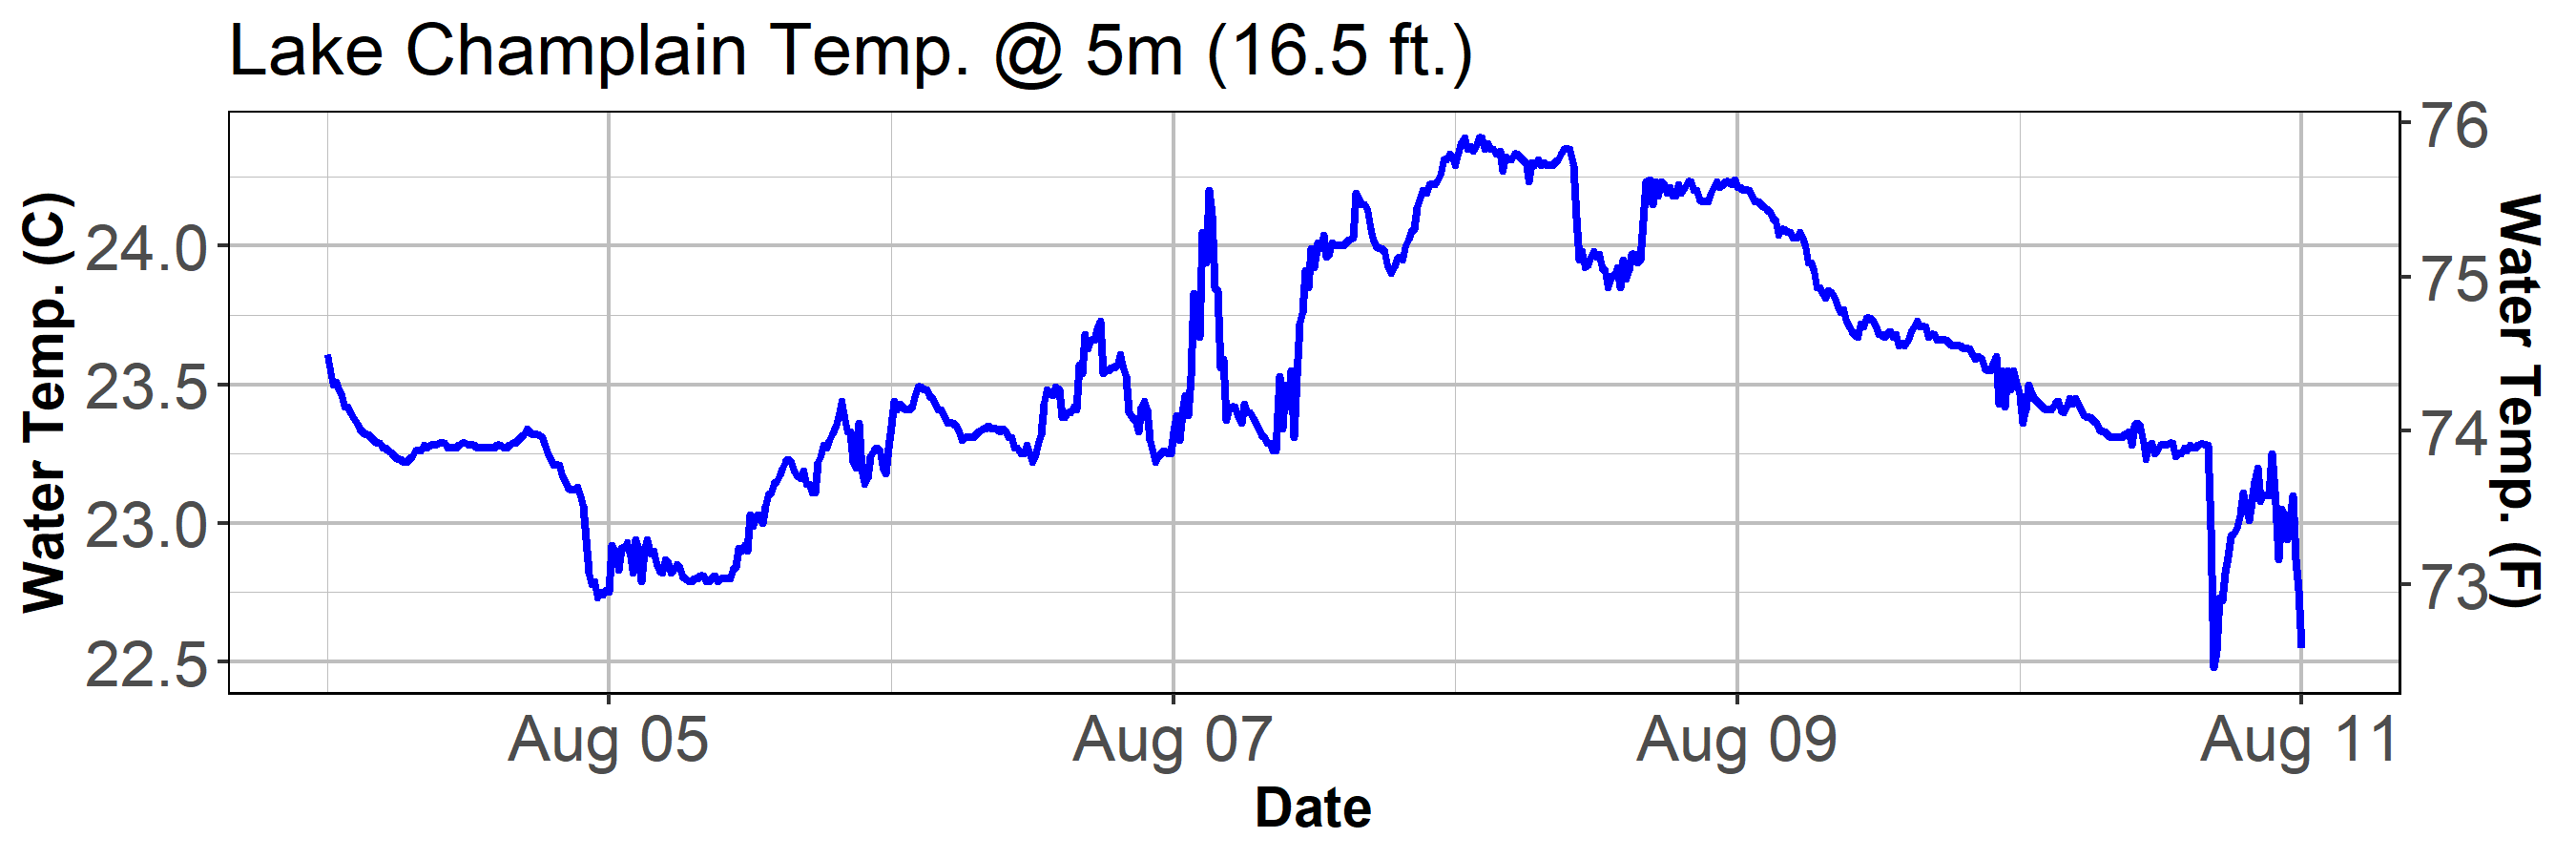 Lake Champlain Temp. @ 5m (16.5 ft.)
Water Temp. (C)
24.0
23.5
23.0
22.5
76
75
74
73
Water Temp. (F)
Aug 05
Aug 07
Aug 09
Aug 11
Date